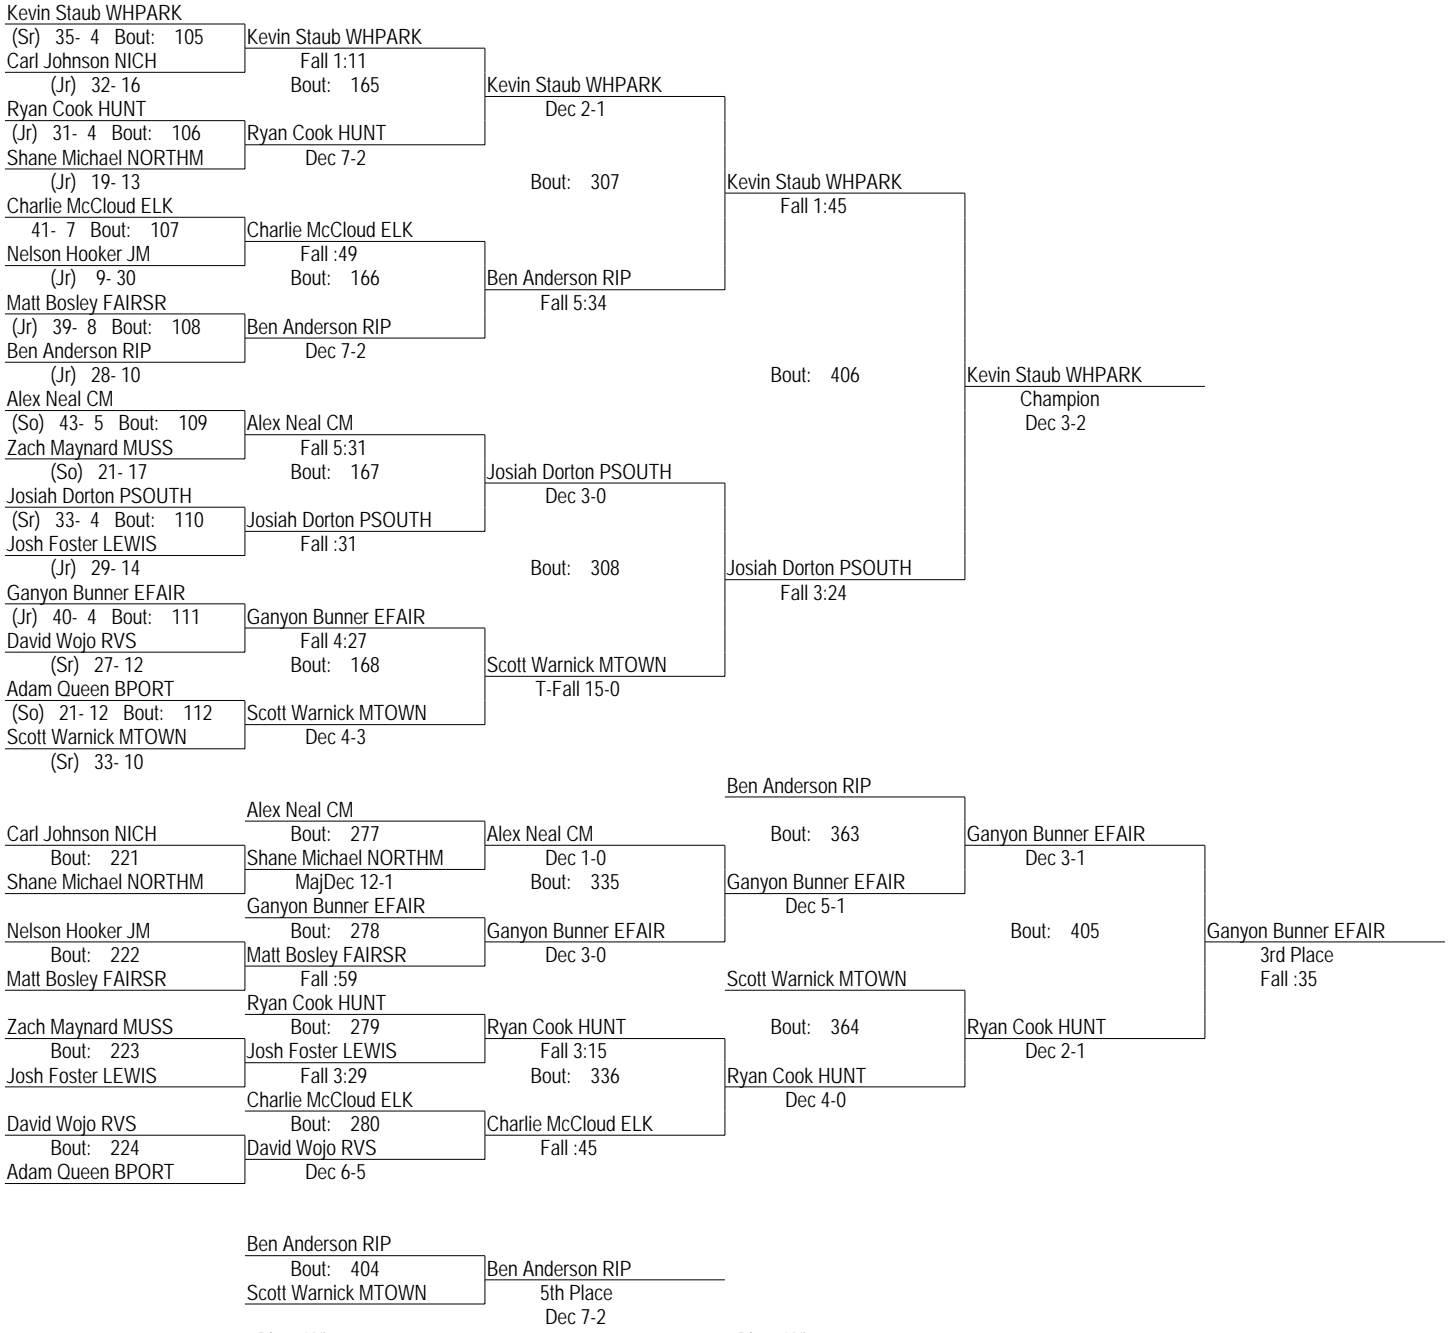 Kevin Staub WHPARK
(Sr) 35- 4 Bout: 105 Kevin Staub WHPARK
Carl Johnson NICH Fall 1:11
(Jr) 32- 16 Bout: 165 Kevin Staub WHPARK
Ryan Cook HUNT Dec 2-1
(Jr) 31- 4 Bout: 106 Ryan Cook HUNT
Shane Michael NORTHM Dec 7-2
(Jr) 19- 13 Bout: 307 Kevin Staub WHPARK
Charlie McCloud ELK Fall 1:45
41- 7 Bout: 107 Charlie McCloud ELK
Nelson Hooker JM Fall :49
(Jr) 9- 30 Bout: 166 Ben Anderson RIP
Matt Bosley FAIRSR Fall 5:34
(Jr) 39- 8 Bout: 108 Ben Anderson RIP
Ben Anderson RIP Dec 7-2
(Jr) 28- 10 Bout: 406 Kevin Staub WHPARK
Alex Neal CM Champion
(So) 43- 5 Bout: 109 Alex Neal CM Dec 3-2
Zach Maynard MUSS Fall 5:31
(So) 21- 17 Bout: 167 Josiah Dorton PSOUTH
Josiah Dorton PSOUTH Dec 3-0
(Sr) 33- 4 Bout: 110 Josiah Dorton PSOUTH
Josh Foster LEWIS Fall :31
(Jr) 29- 14 Bout: 308 Josiah Dorton PSOUTH
Ganyon Bunner EFAIR Fall 3:24
(Jr) 40- 4 Bout: 111 Ganyon Bunner EFAIR
David Wojo RVS Fall 4:27
(Sr) 27- 12 Bout: 168 Scott Warnick MTOWN
Adam Queen BPORT T-Fall 15-0
(So) 21- 12 Bout: 112 Scott Warnick MTOWN
Scott Warnick MTOWN Dec 4-3
(Sr) 33- 10
Ben Anderson RIP
Alex Neal CM
Carl Johnson NICH Bout: 277 Alex Neal CM Bout: 363 Ganyon Bunner EFAIR
Bout: 221 Shane Michael NORTHM Dec 1-0 Dec 3-1
Shane Michael NORTHM MajDec 12-1 Bout: 335 Ganyon Bunner EFAIR
Ganyon Bunner EFAIR Dec 5-1
Nelson Hooker JM Bout: 278 Ganyon Bunner EFAIR Bout: 405 Ganyon Bunner EFAIR
Bout: 222 Matt Bosley FAIRSR Dec 3-0 3rd Place
Matt Bosley FAIRSR Fall :59 Scott Warnick MTOWN Fall :35
Ryan Cook HUNT
Zach Maynard MUSS Bout: 279 Ryan Cook HUNT Bout: 364 Ryan Cook HUNT
Bout: 223 Josh Foster LEWIS Fall 3:15 Dec 2-1
Josh Foster LEWIS Fall 3:29 Bout: 336 Ryan Cook HUNT
Charlie McCloud ELK Dec 4-0
David Wojo RVS Bout: 280 Charlie McCloud ELK
Bout: 224 David Wojo RVS Fall :45
Adam Queen BPORT Dec 6-5
Ben Anderson RIP
Bout: 404 Ben Anderson RIP
Scott Warnick MTOWN 5th Place
Dec 7-2